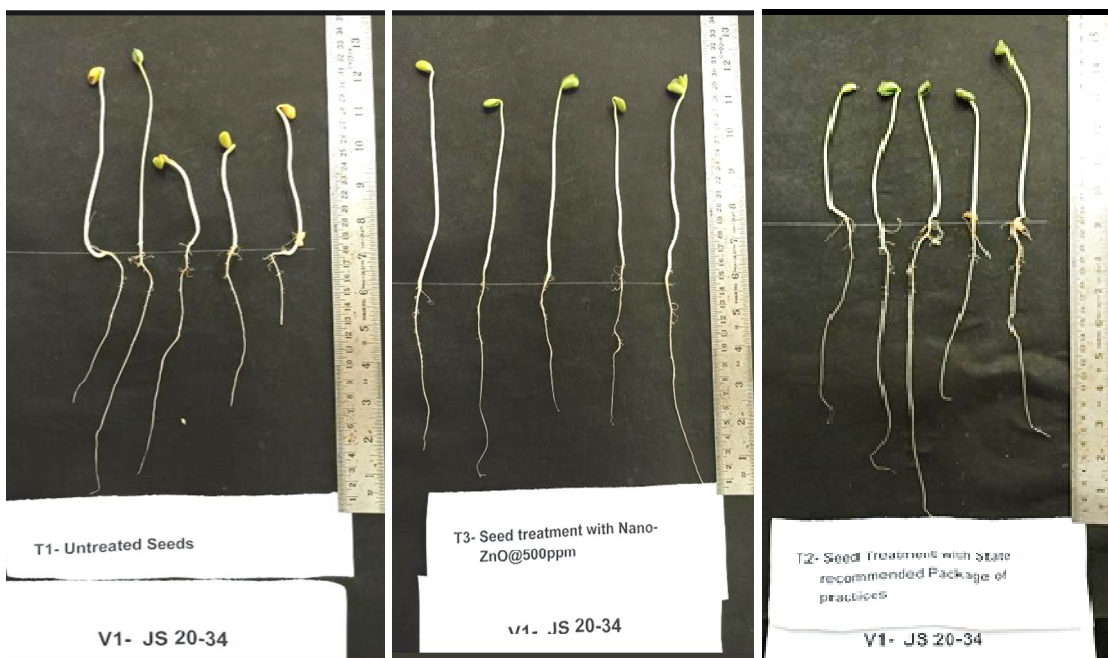 T1- Untreated Seeds
V1- JS 20-34
T3- Seed treatment with Nano-
ZnO@500ppm
V1- JS 20-34
T2- Seed Treatment with State
recommended Package of
practices
V1- JS 20-34